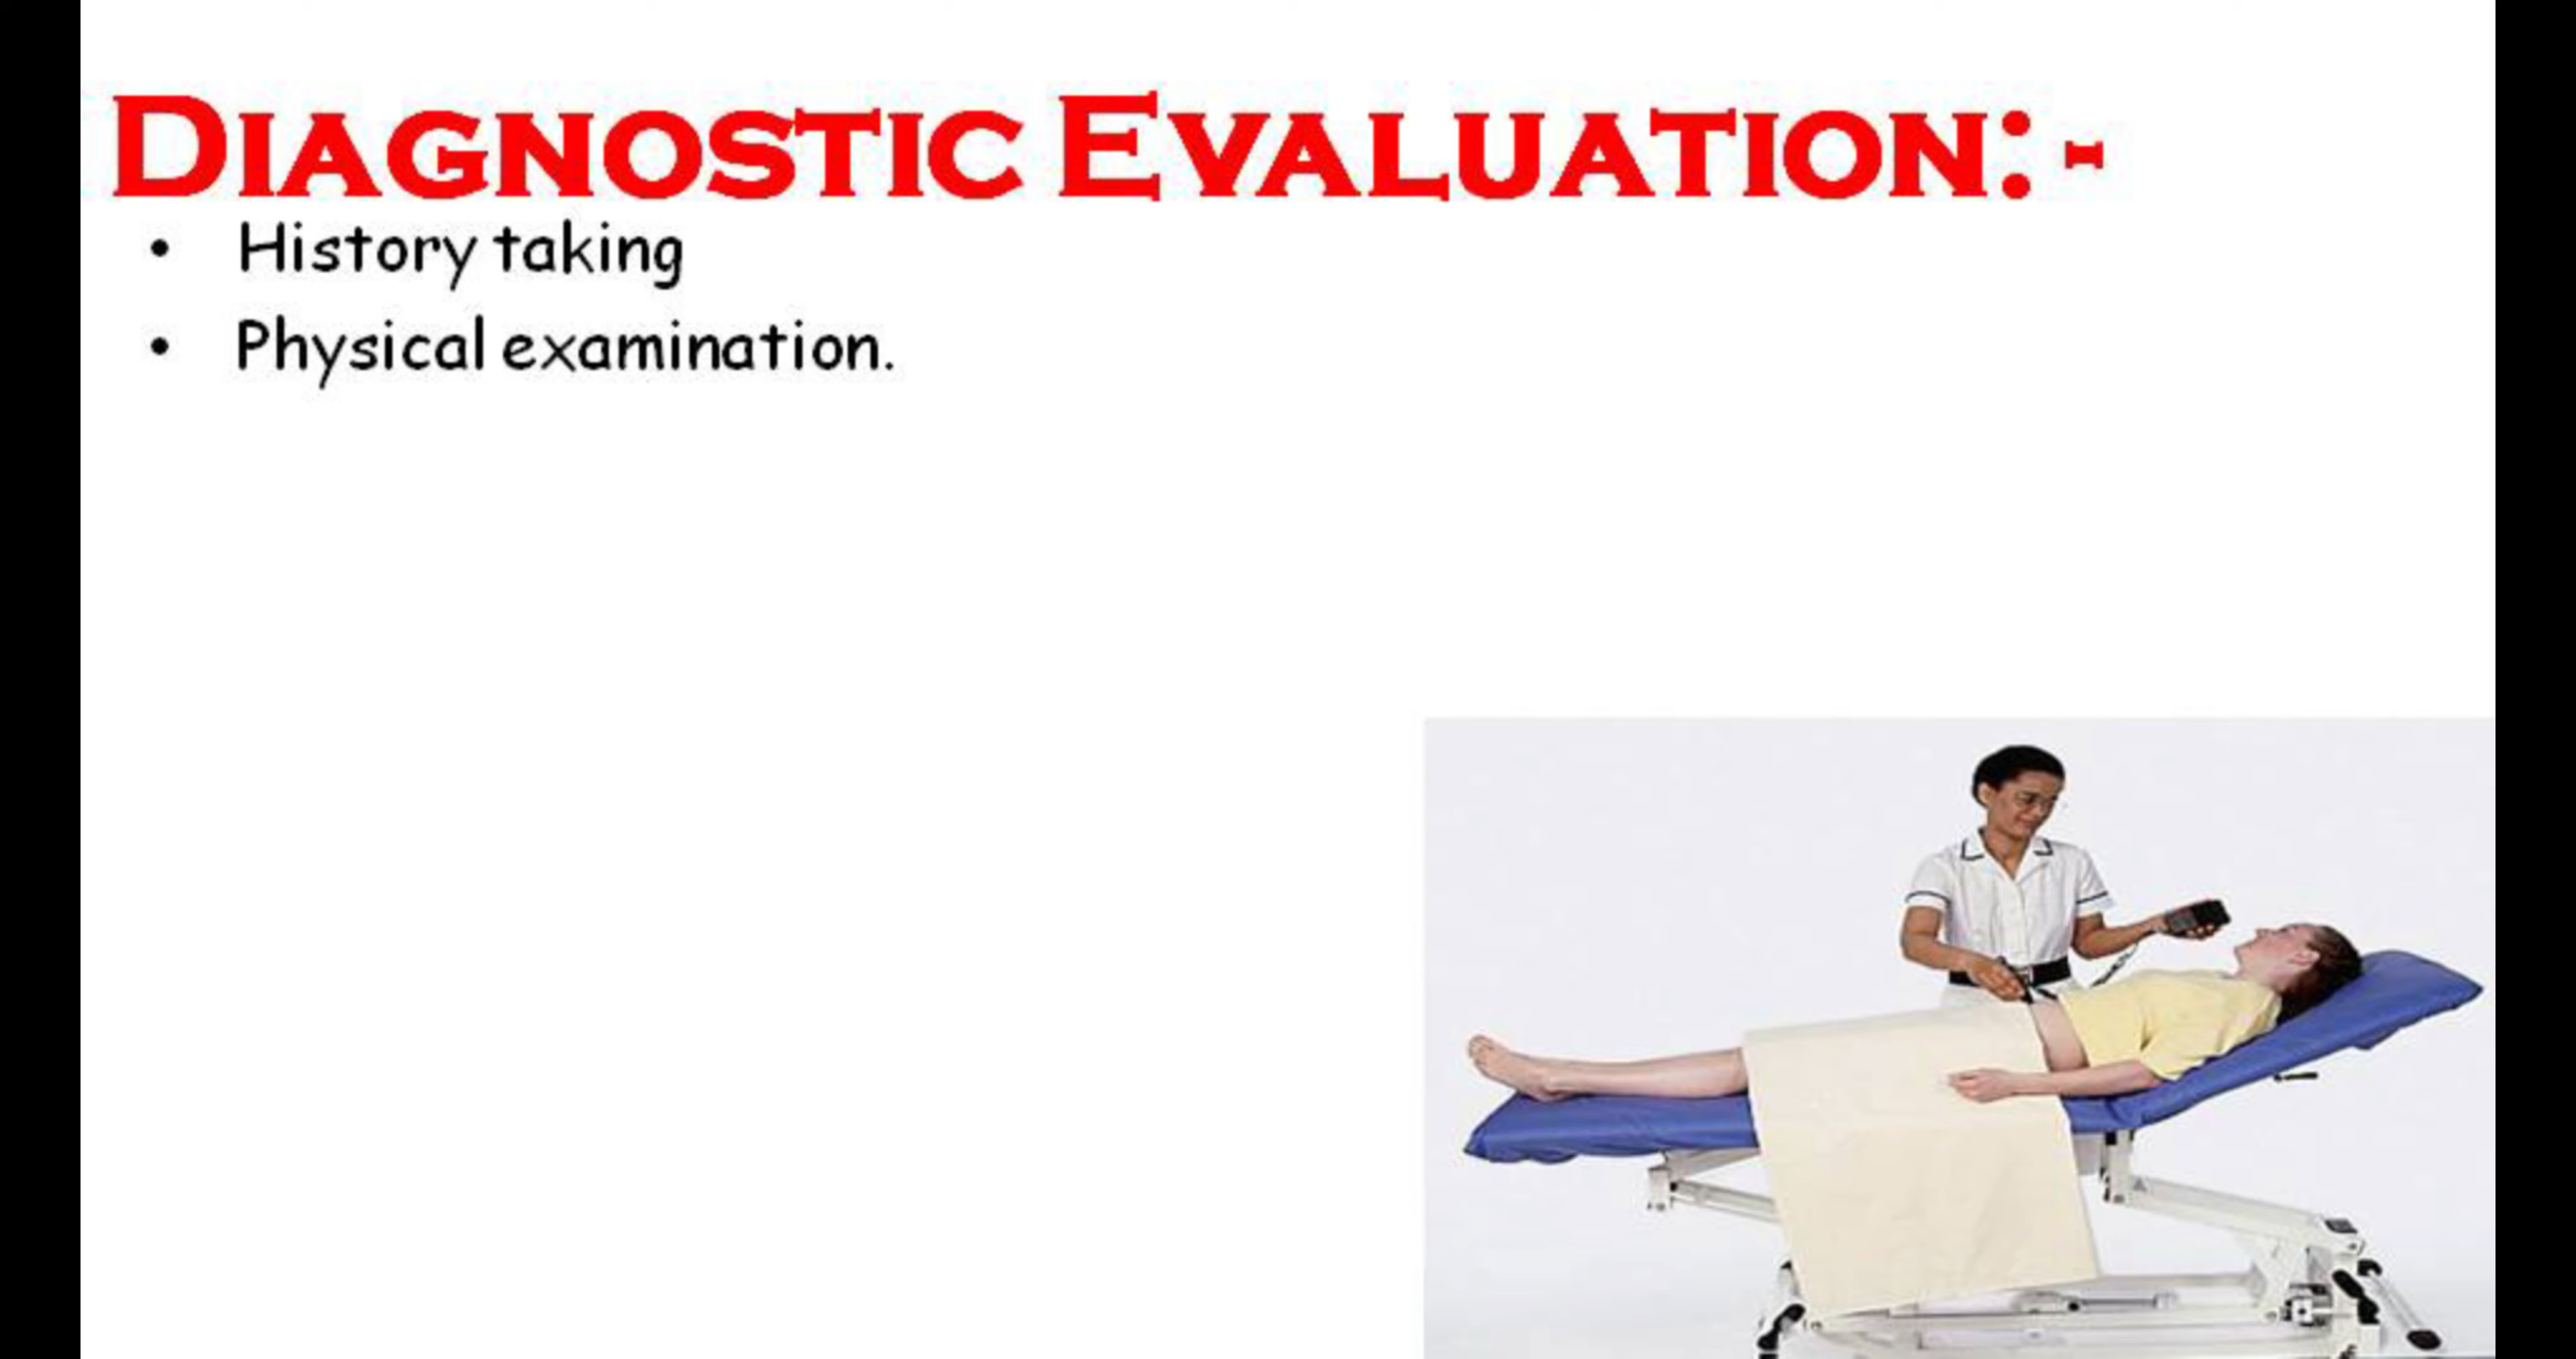 DIAGNOSTIC EVALUATION: -
• History taking
• Physical examination.